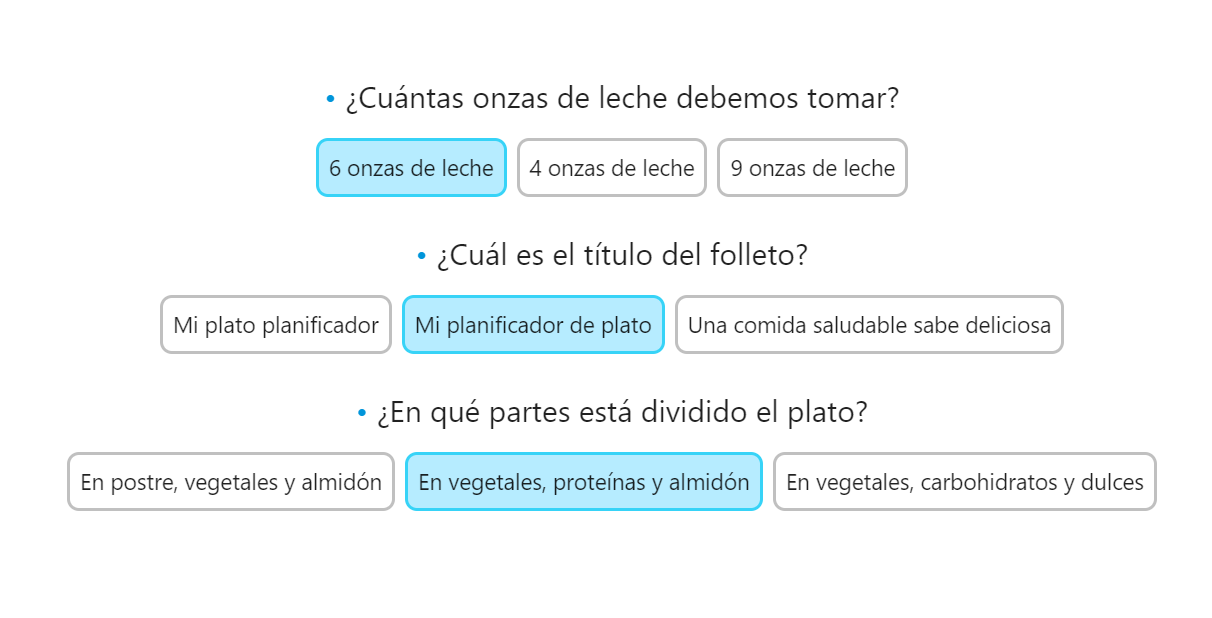 • ¿Cuántas onzas de leche debemos tomar?
6 onzas de leche 4 onzas de leche 9 onzas de leche
• ¿Cuál es el título del folleto?
Mi plato planificador Mi planificador de plato Una comida saludable sabe deliciosa
• ¿En qué partes está dividido el plato?
En postre, vegetales y almidón En vegetales, proteínas y almidón En vegetales, carbohidratos y dulces